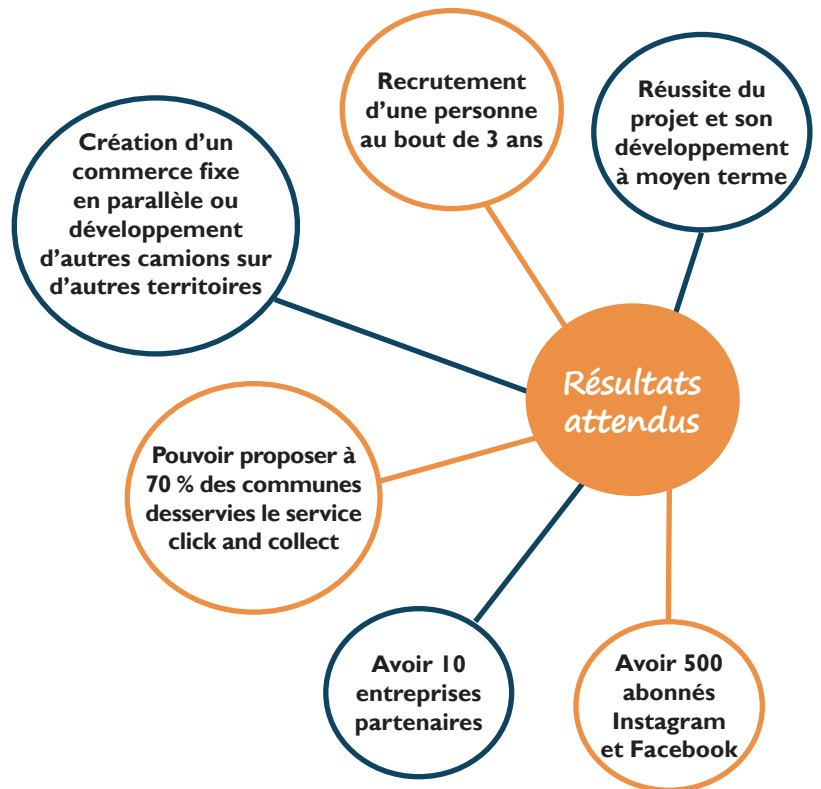 Recrutement
d'une personne
au bout de 3 ans
Réussite du
projet et son
développement
à moyen terme
Création d'un
commerce fixe
en parallèle ou
développement
d'autres camions sur
d'autres territoires
Résultats
attendus
Pouvoir proposer à
70 % des communes
desservies le service
click and collect
Avoir 10
entreprises
partenaires
Avoir 500
abonnés
Instagram
et Facebook